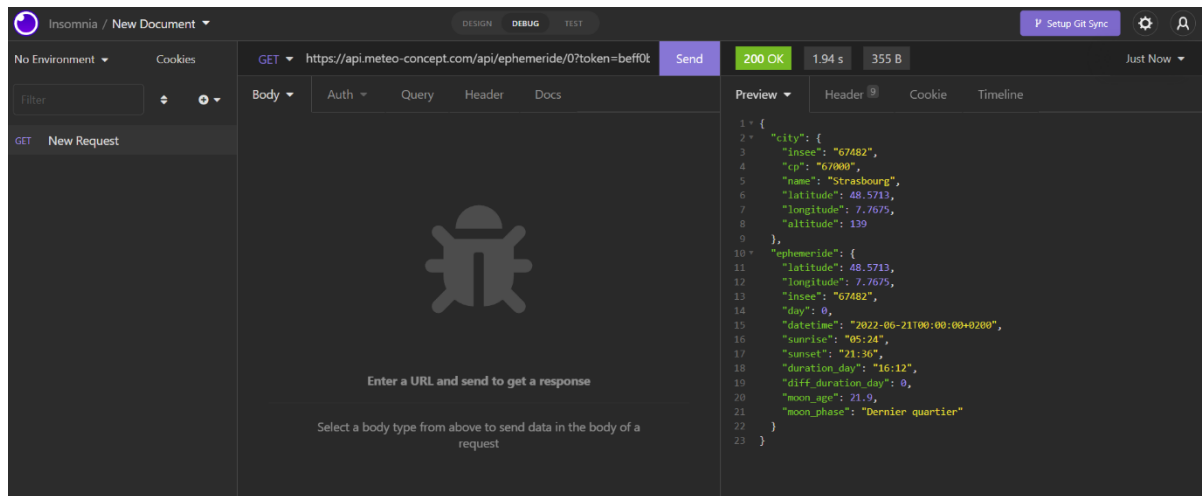 Insomnia / New Document
DESIGN DEBUG TEST
Setup Git Sync
No Environment
Cookies
GET https://api.meteo-concept.com/api/ephemeride/0?token=beff0b
Send
200 OK 1.94 s 355 B
Just Now
Filter
GET New Request
Body Auth Query Header Docs
Enter a URL and send to get a response
Select a body type from above to send data in the body of a
request
Preview Header 9 Cookie Timeline
1 {
2 "city": {
3 "insee": "67482",
4 "cp": "67000",
5 "name": "Strasbourg",
6 "latitude": 48.5713,
7 "longitude": 7.7675,
8 "altitude": 139
9 },
10 "ephemeride": {
11 "latitude": 48.5713,
12 "longitude": 7.7675,
13 "insee": "67482",
14 "day": 0,
15 "datetime": "2022-06-21T00:00:00+0200",
16 "sunrise": "05:24",
17 "sunset": "21:36",
18 "duration_day": "16:12",
19 "diff_duration_day": 0,
20 "moon_age": 21.9,
21 "moon_phase": "Dernier quartier"
22 }
23 }